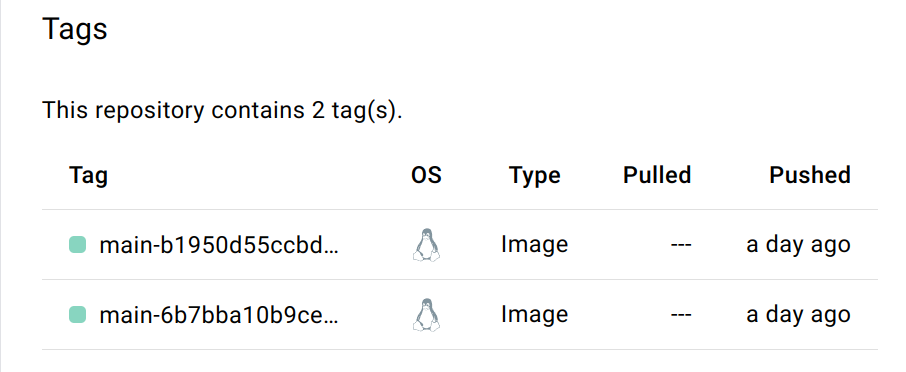 Tags
This repository contains 2 tag(s).
Tag OS Type Pulled Pushed
main-b1950d55ccbd... Image --- a day ago
main-6b7bba10b9ce... Image --- a day ago